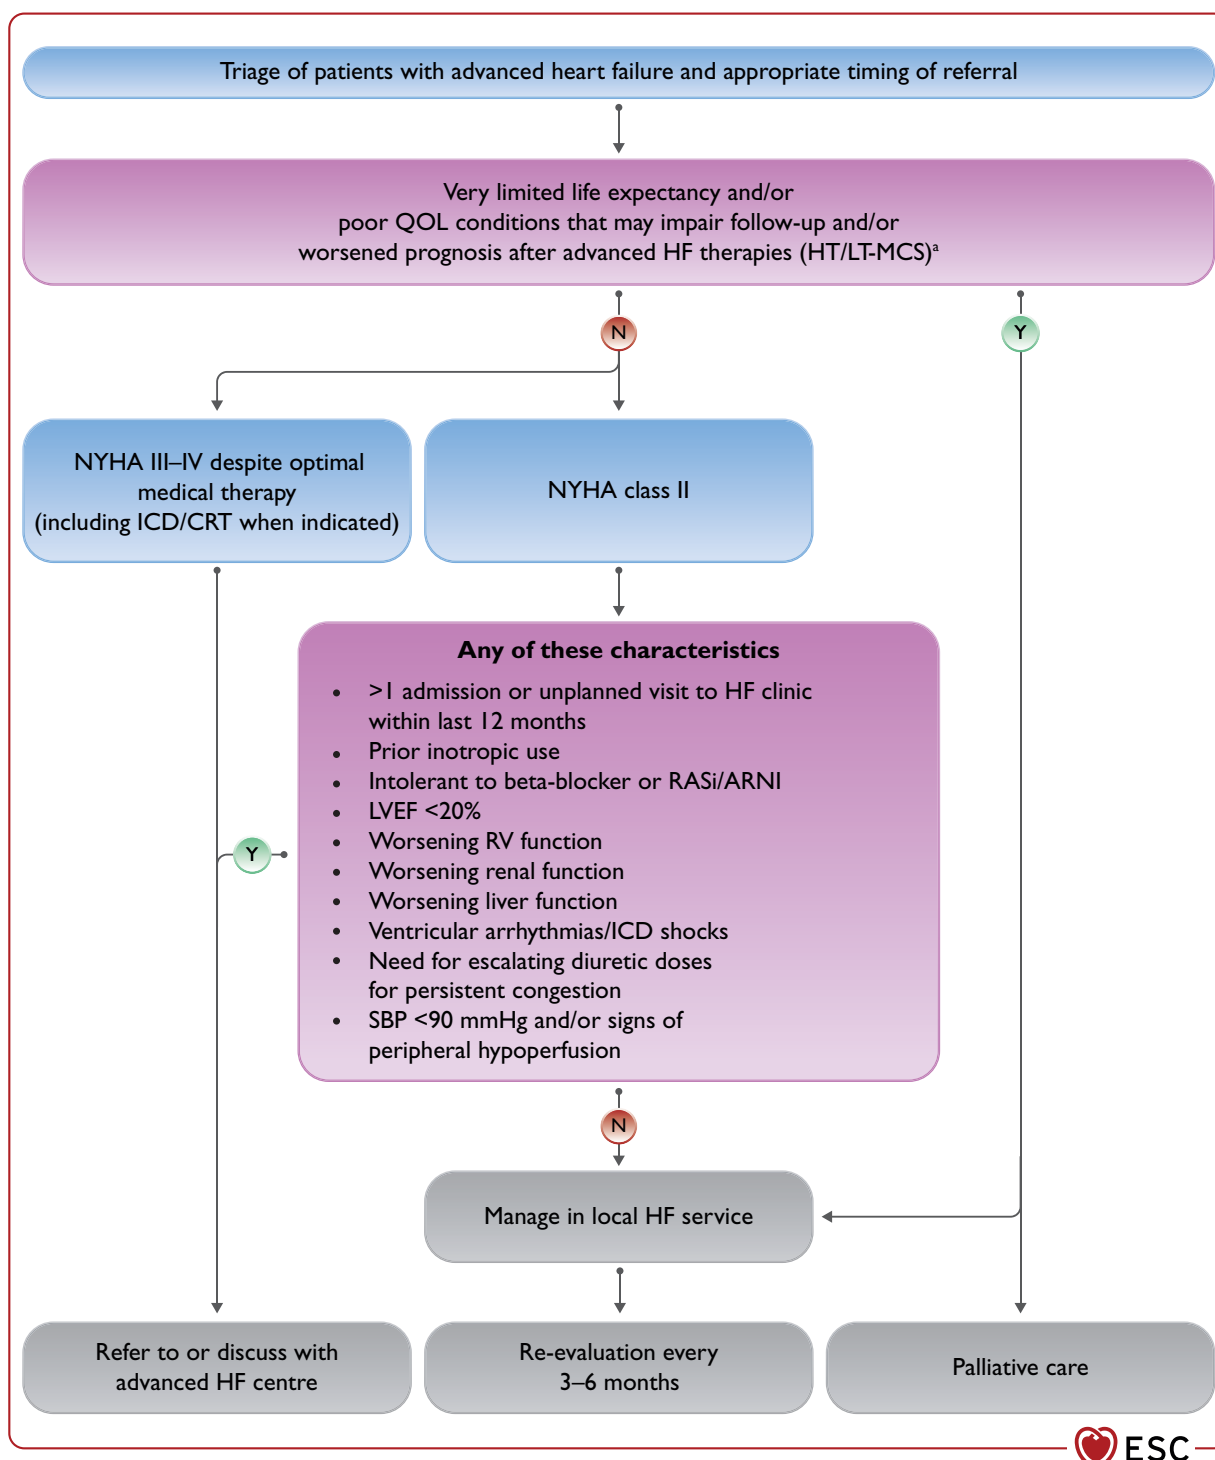 Triage of patients with advanced heart failure and appropriate timing of referral
Very limited life expectancy and/or
poor QOL conditions that may impair follow-up and/or
worsened prognosis after advanced HF therapies (HT/LT-MCS)ᵃ
N
Y
NYHA III–IV despite optimal
medical therapy
(including ICD/CRT when indicated)
NYHA class II
Any of these characteristics
• >1 admission or unplanned visit to HF clinic
within last 12 months
• Prior inotropic use
• Intolerant to beta-blocker or RASi/ARNI
• LVEF <20%
• Worsening RV function
• Worsening renal function
• Worsening liver function
• Ventricular arrhythmias/ICD shocks
• Need for escalating diuretic doses
for persistent congestion
• SBP <90 mmHg and/or signs of
peripheral hypoperfusion
Y
N
Manage in local HF service
Refer to or discuss with
advanced HF centre
Re-evaluation every
3–6 months
Palliative care
ESC